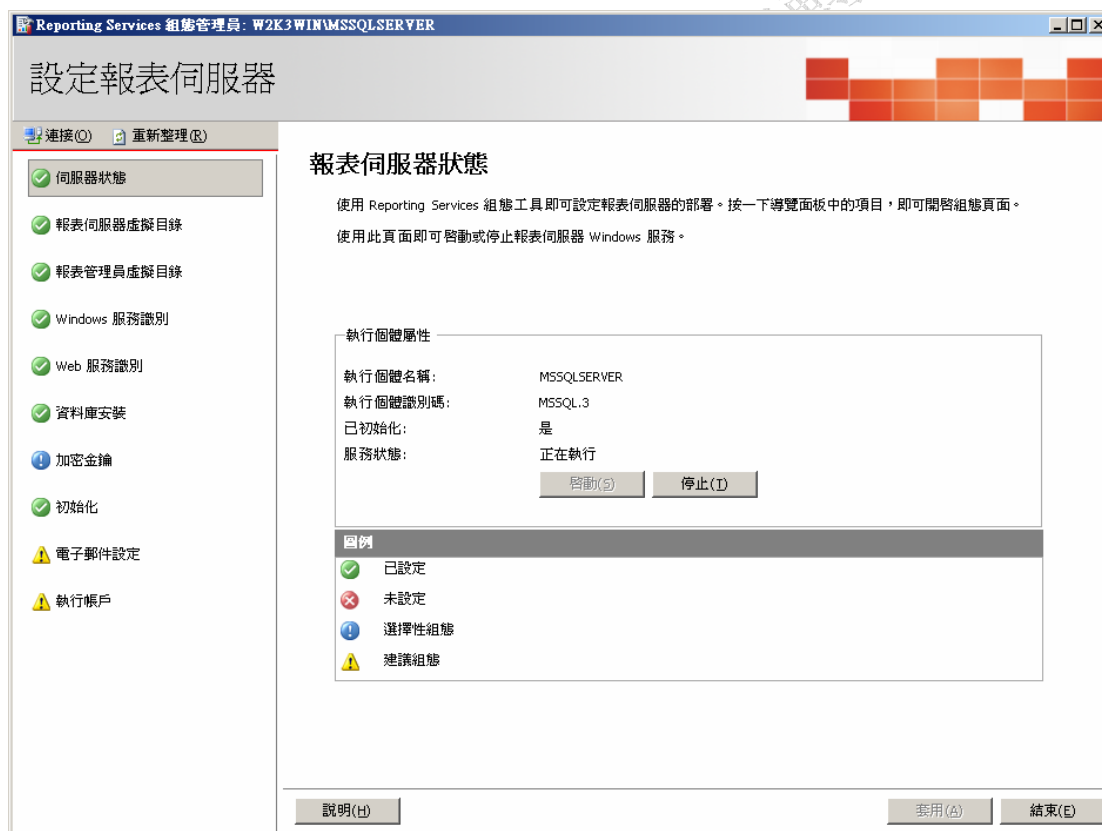 Reporting Services 組態管理員: W2K3WIN\MSSQLSERVER
設定報表伺服器
連接(O) 重新整理(R)
伺服器狀態
報表伺服器虛擬目錄
報表管理員虛擬目錄
Windows 服務識別
Web 服務識別
資料庫安裝
加密金鑰
初始化
電子郵件設定
執行帳戶
報表伺服器狀態
使用 Reporting Services 組態工具即可設定報表伺服器的部署。按一下導覽面板中的項目，即可開啓組態頁面。
使用此頁面即可啓動或停止報表伺服器 Windows 服務。
執行個體屬性
執行個體名稱: MSSQLSERVER
執行個體識別碼: MSSQL.3
已初始化: 是
服務狀態: 正在執行
啓動(S) 停止(T)
圖例
已設定
未設定
選擇性組態
建議組態
說明(H) 套用(A) 結束(E)